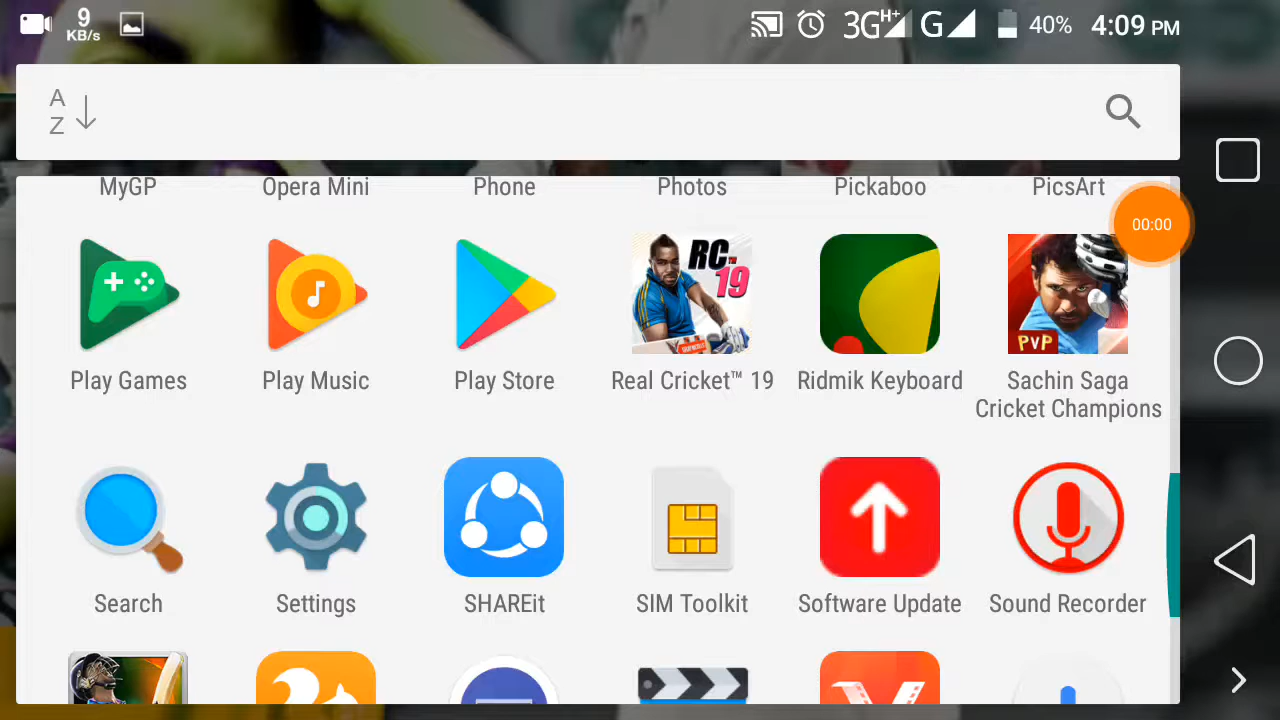 9
KB/s
3G H+ G 40% 4:09 PM
A
Z
MyGP Opera Mini Phone Photos Pickaboo PicsArt
00:00
RC™
19
PVP
Play Games Play Music Play Store Real Cricket™ 19 Ridmik Keyboard Sachin Saga
Cricket Champions
Search Settings SHAREit SIM Toolkit Software Update Sound Recorder